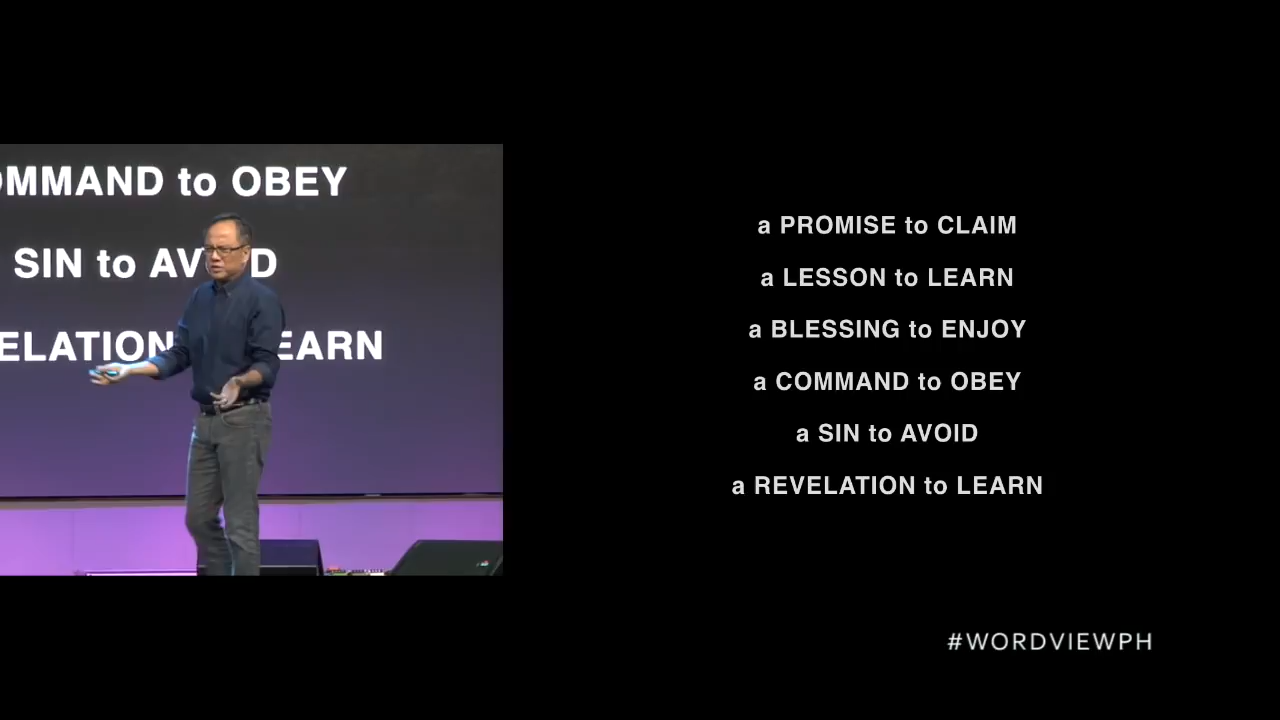 OMMAND to OBEY
SIN to AV D
ELATION EARN
a PROMISE to CLAIM
a LESSON to LEARN
a BLESSING to ENJOY
a COMMAND to OBEY
a SIN to AVOID
a REVELATION to LEARN
#WORDVIEWPH